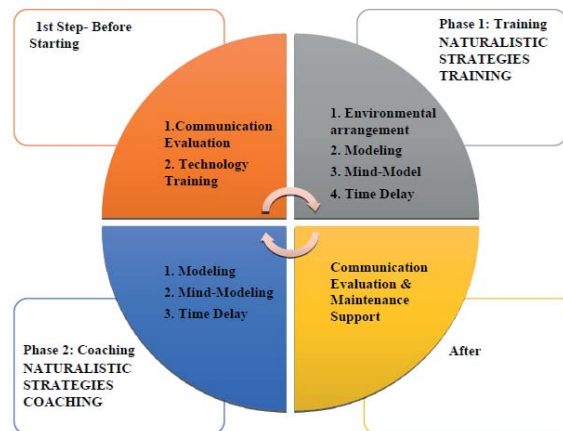 1st Step- Before
Starting
Phase 1: Training
NATURALISTIC
STRATEGIES
TRAINING
1.Communication
Evaluation
2. Technology
Training
1. Environmental
arrangement
2. Modeling
3. Mind-Model
4. Time Delay
1. Modeling
2. Mind-Modeling
3. Time Delay
Communication
Evaluation &
Maintenance
Support
Phase 2: Coaching
NATURALISTIC
STRATEGIES
COACHING
After